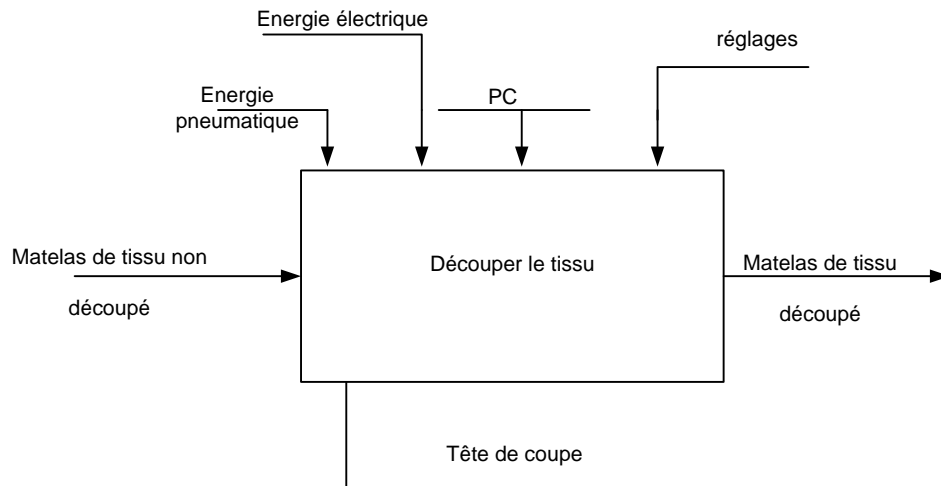 Energie électrique
réglages
Energie
pneumatique
PC
Matelas de tissu non
découpé
Découper le tissu
Matelas de tissu
découpé
Tête de coupe